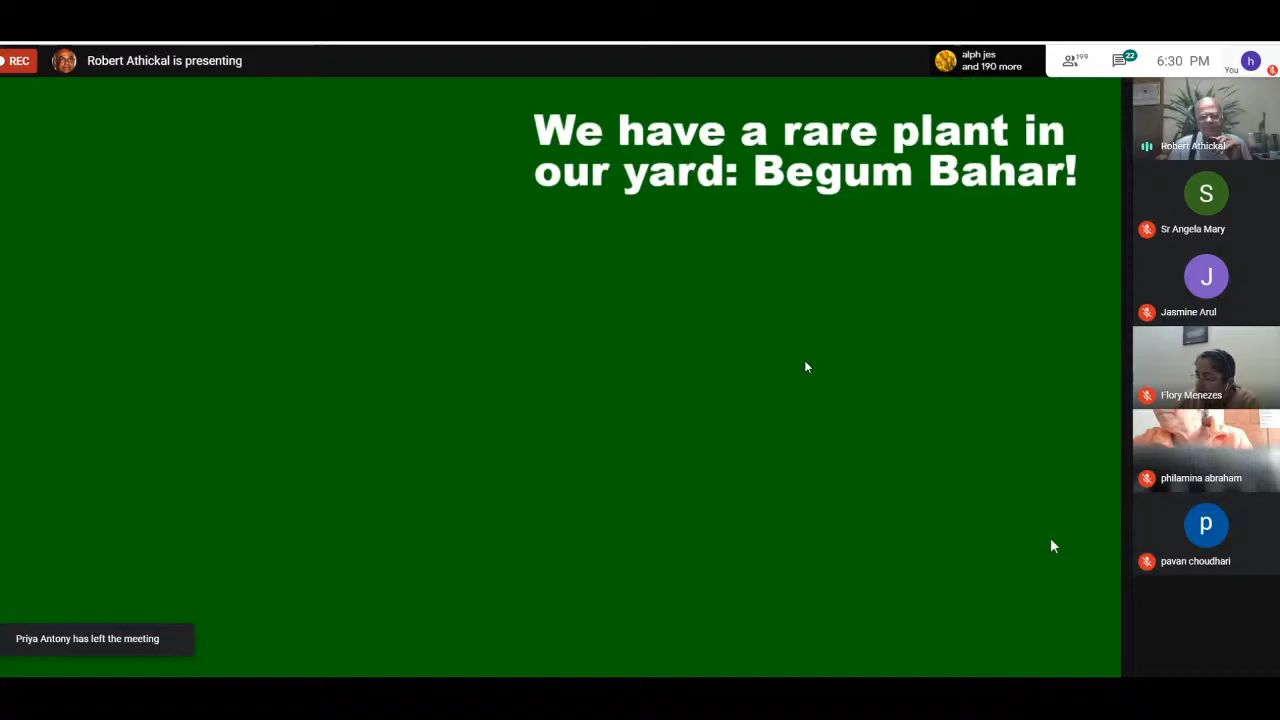 REC
Robert Athickal is presenting
alph jes
and 190 more
199
22
6:30 PM
You
h
We have a rare plant in
our yard: Begum Bahar!
Robert Athickal
S
Sr Angela Mary
J
Jasmine Arul
Flory Menezes
philamina abraham
p
pavan choudhari
Priya Antony has left the meeting